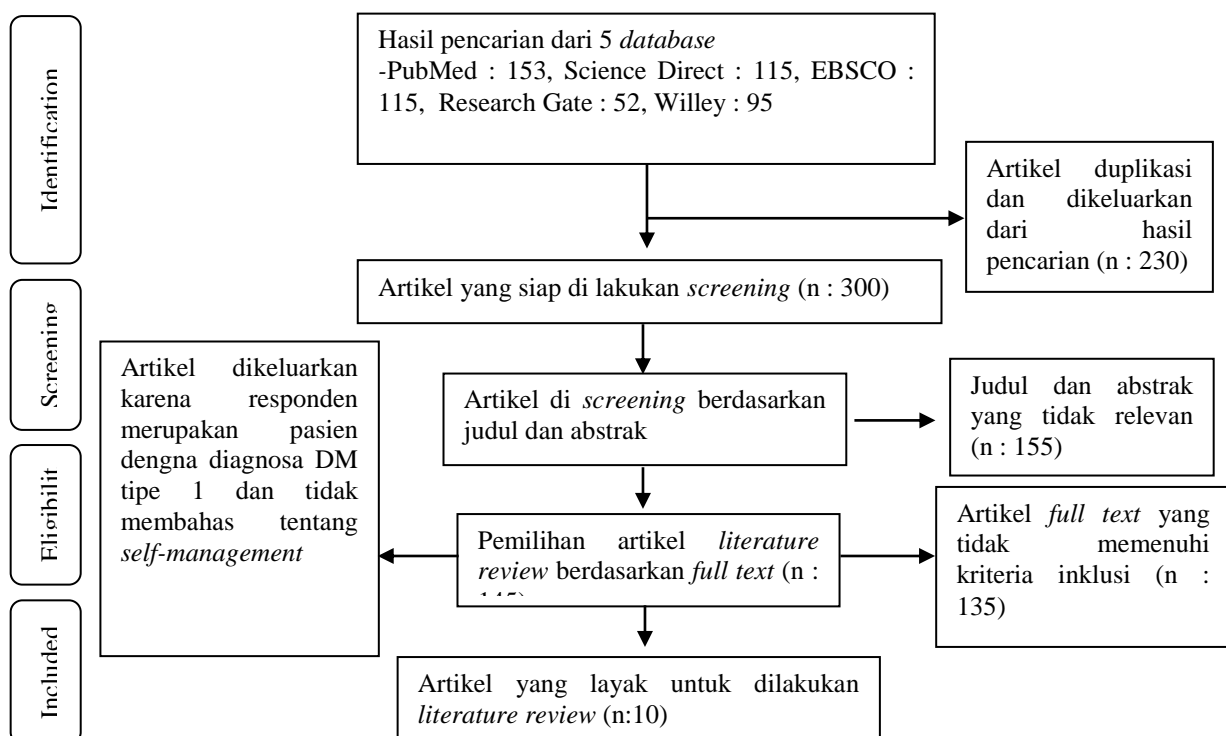 Identification
Hasil pencarian dari 5 database
-PubMed : 153, Science Direct : 115, EBSCO :
115, Research Gate : 52, Willey : 95
Artikel duplikasi
dan dikeluarkan
dari hasil
pencarian (n : 230)
Artikel yang siap di lakukan screening (n : 300)
Screening
Artikel di screening berdasarkan
judul dan abstrak
Judul dan abstrak
yang tidak relevan
(n : 155)
Artikel dikeluarkan
karena responden
merupakan pasien
dengna diagnosa DM
tipe 1 dan tidak
membahas tentang
self-management
Eligibilit
Pemilihan artikel literature
review berdasarkan full text (n :
145)
Artikel full text yang
tidak memenuhi
kriteria inklusi (n :
135)
Included
Artikel yang layak untuk dilakukan
literature review (n:10)